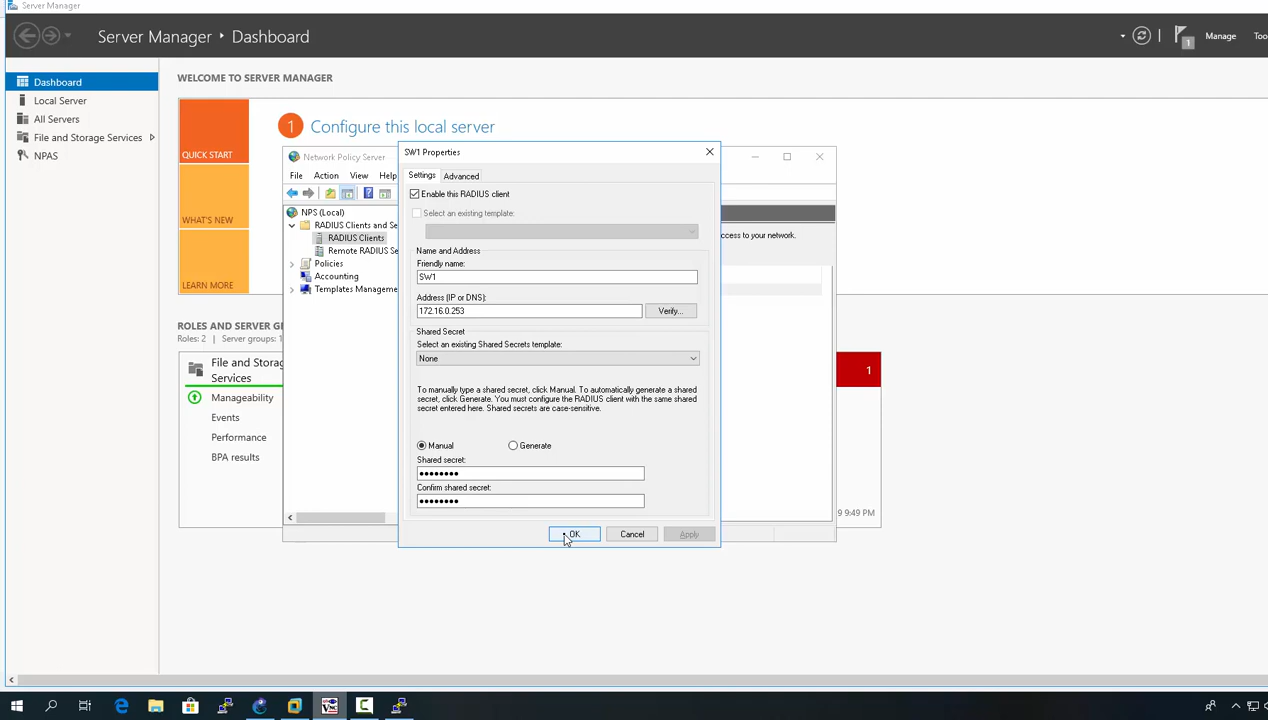 Server Manager
Server Manager • Dashboard
1
Manage
Too
Dashboard
Local Server
All Servers
File and Storage Services
NPAS
WELCOME TO SERVER MANAGER
QUICK START
WHAT'S NEW
LEARN MORE
1 Configure this local server
ROLES AND SERVER G
Roles: 2 | Server groups: 1
File and Storag
Services
1
Manageability
Events
Performance
BPA results
9 9:49 PM
Network Policy Server
File Action View Help
NPS (Local)
RADIUS Clients and Se
RADIUS Clients
Remote RADIUS Se
Policies
Accounting
Templates Manageme
ccess to your network.
SW1 Properties
Settings Advanced
Enable this RADIUS client
Select an existing template:
Name and Address
Friendly name:
SW1
Address (IP or DNS):
172.16.0.253
Verify...
Shared Secret
Select an existing Shared Secrets template:
None
To manually type a shared secret, click Manual. To automatically generate a shared
secret, click Generate. You must configure the RADIUS client with the same shared
secret entered here. Shared secrets are case-sensitive.
Manual Generate
Shared secret:
••••••••
Confirm shared secret:
••••••••
OK Cancel Apply